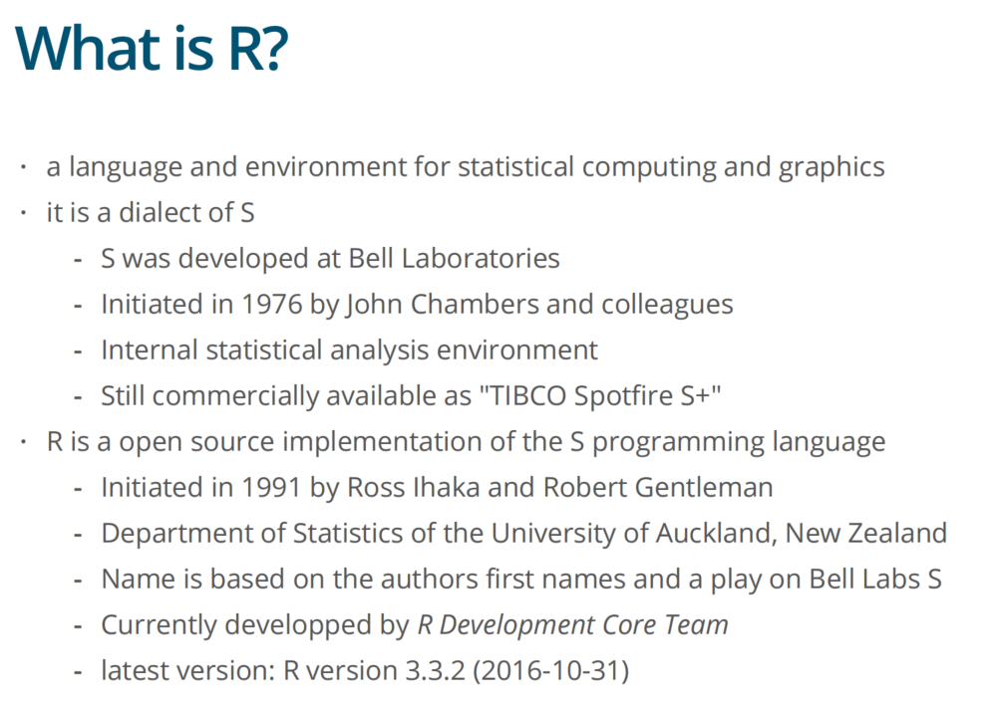 What is R?
· a language and environment for statistical computing and graphics
· it is a dialect of S
- S was developed at Bell Laboratories
- Initiated in 1976 by John Chambers and colleagues
- Internal statistical analysis environment
- Still commercially available as "TIBCO Spotfire S+"
· R is a open source implementation of the S programming language
- Initiated in 1991 by Ross Ihaka and Robert Gentleman
- Department of Statistics of the University of Auckland, New Zealand
- Name is based on the authors first names and a play on Bell Labs S
- Currently developped by R Development Core Team
- latest version: R version 3.3.2 (2016-10-31)